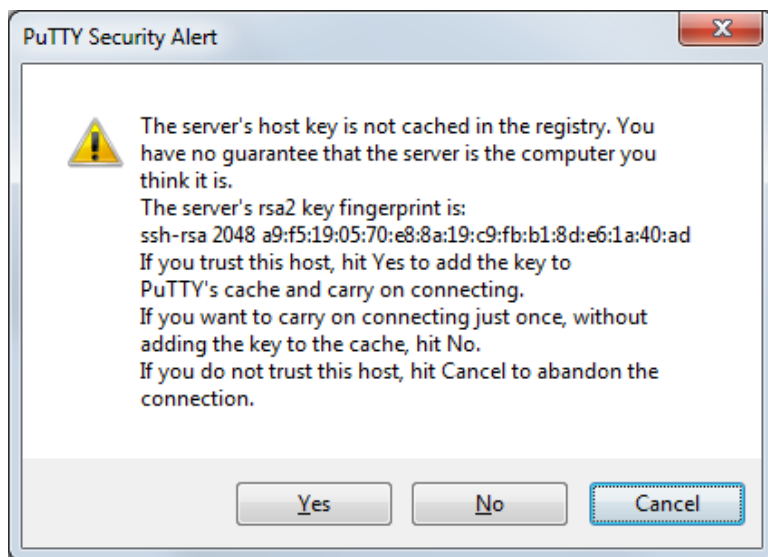 PuTTY Security Alert
The server's host key is not cached in the registry. You
have no guarantee that the server is the computer you
think it is.
The server's rsa2 key fingerprint is:
ssh-rsa 2048 a9:f5:19:05:70:e8:8a:19:c9:fb:b1:8d:e6:1a:40:ad
If you trust this host, hit Yes to add the key to
PuTTY's cache and carry on connecting.
If you want to carry on connecting just once, without
adding the key to the cache, hit No.
If you do not trust this host, hit Cancel to abandon the
connection.
Yes No Cancel